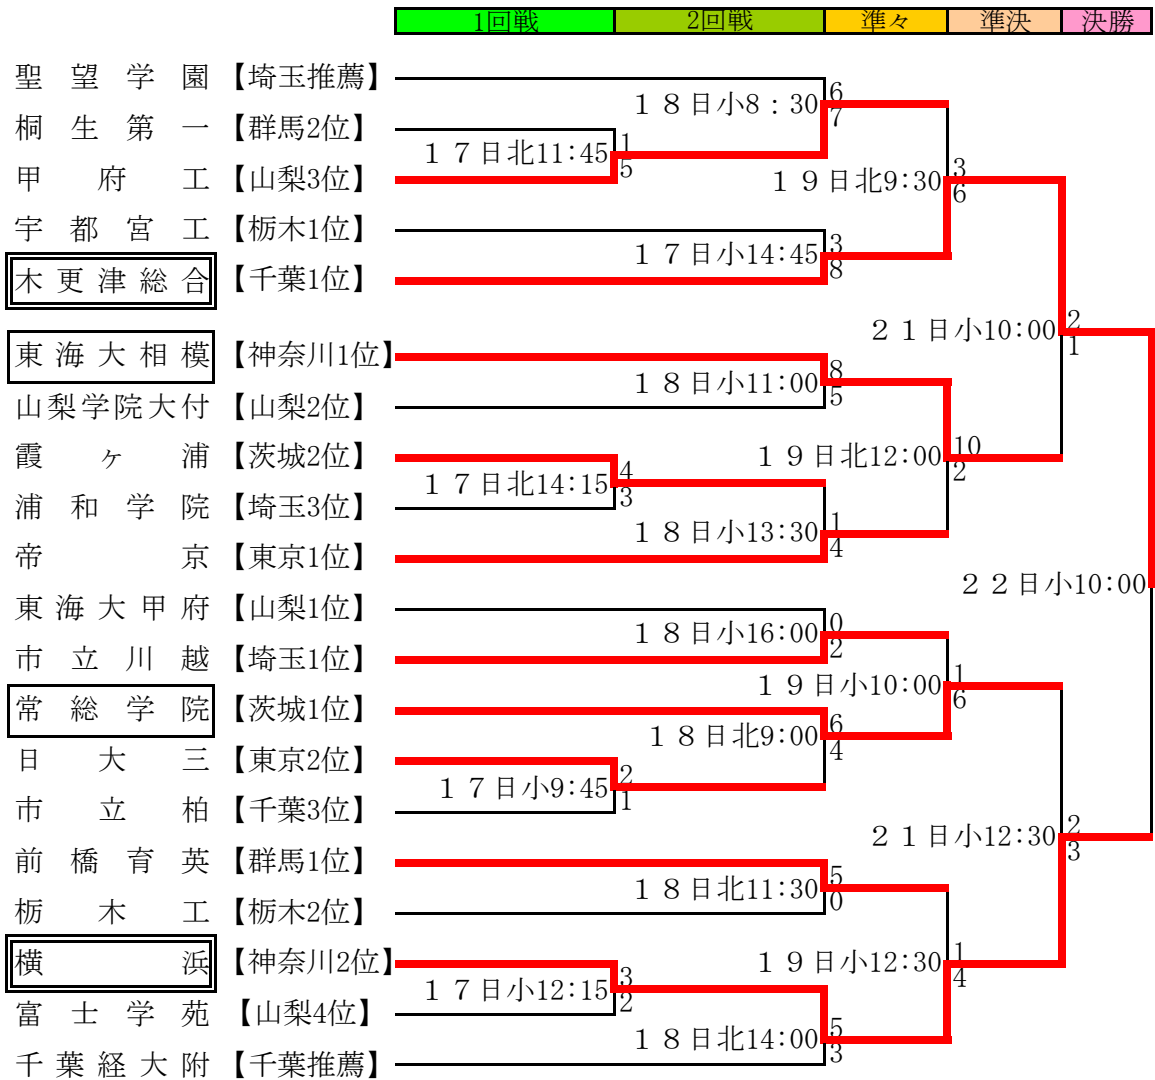 1回戦 2回戦 準々 準決 決勝
聖望学園【埼玉推薦】
6
１８日小8：30
7
桐生第一【群馬2位】
1
１７日北11:45
5
甲府工【山梨3位】
3
１９日北9:30
6
宇都宮工【栃木1位】
3
１７日小14:45
8
木更津総合【千葉1位】
2
２１日小10:00
1
東海大相模【神奈川1位】
8
１８日小11:00
5
山梨学院大付【山梨2位】
10
１９日北12:00
2
霞ヶ浦【茨城2位】
4
１７日北14:15
3
浦和学院【埼玉3位】
1
１８日小13:30
4
帝京【東京1位】
２２日小10:00
東海大甲府【山梨1位】
0
１８日小16:00
2
市立川越【埼玉1位】
1
１９日小10:00
6
常総学院【茨城1位】
6
１８日北9:00
4
日大三【東京2位】
2
１７日小9:45
1
市立柏【千葉3位】
2
２１日小12:30
3
前橋育英【群馬1位】
5
１８日北11:30
0
栃木工【栃木2位】
1
１９日小12:30
4
横浜【神奈川2位】
3
１７日小12:15
2
富士学苑【山梨4位】
5
１８日北14:00
3
千葉経大附【千葉推薦】